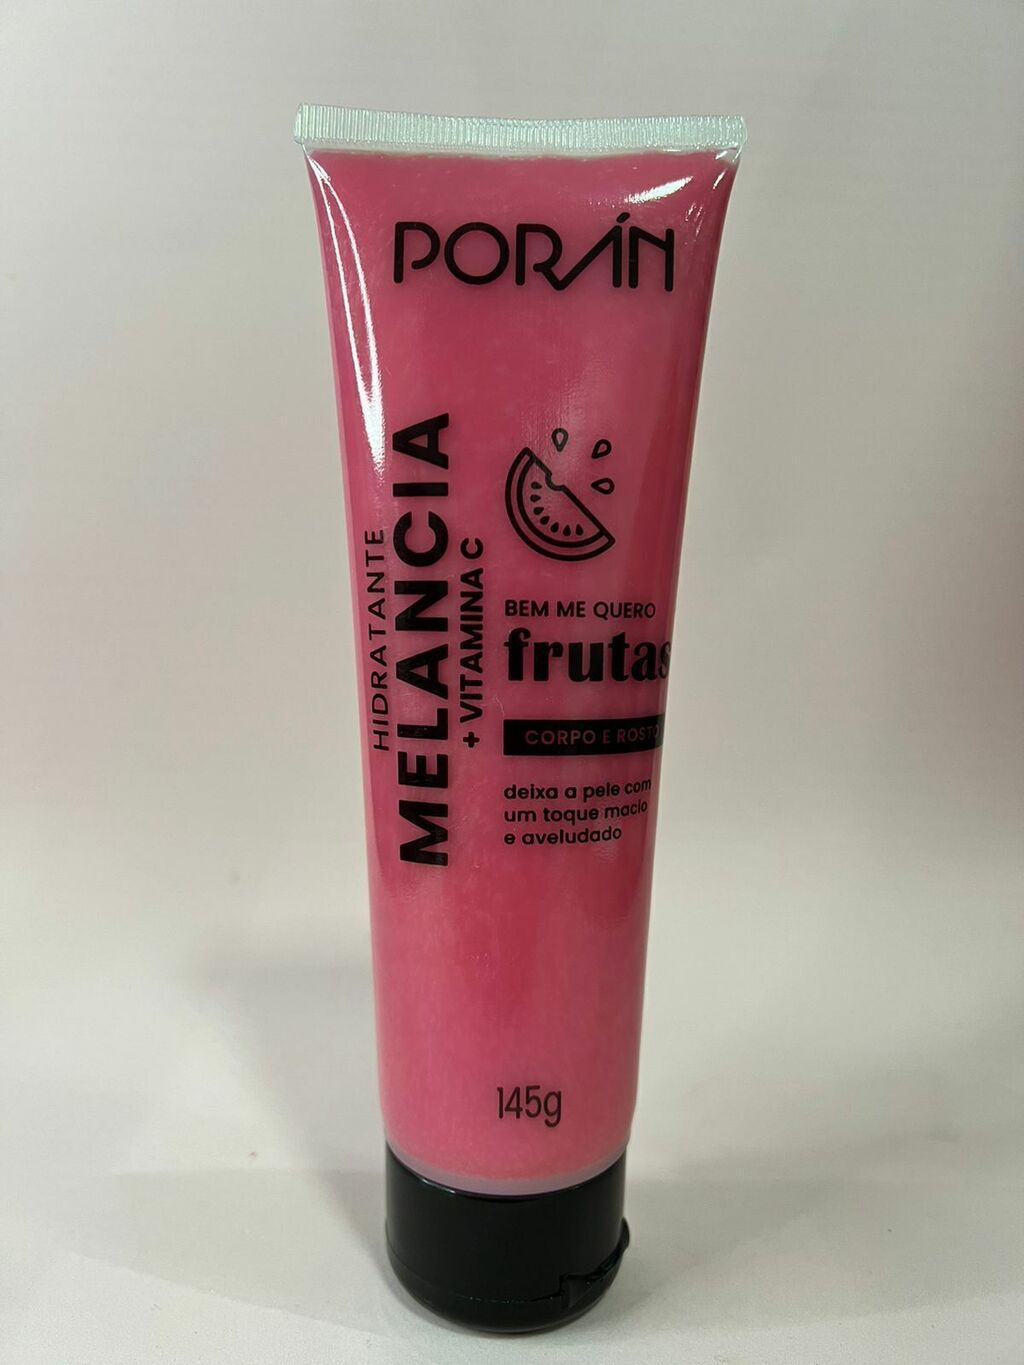 PORÁN
HIDRATANTE
MELANCIA
+ VITAMINA C
BEM ME QUERO
frutas
CORPO E ROSTO
deixa a pele com
um toque macio
e aveludado
145g